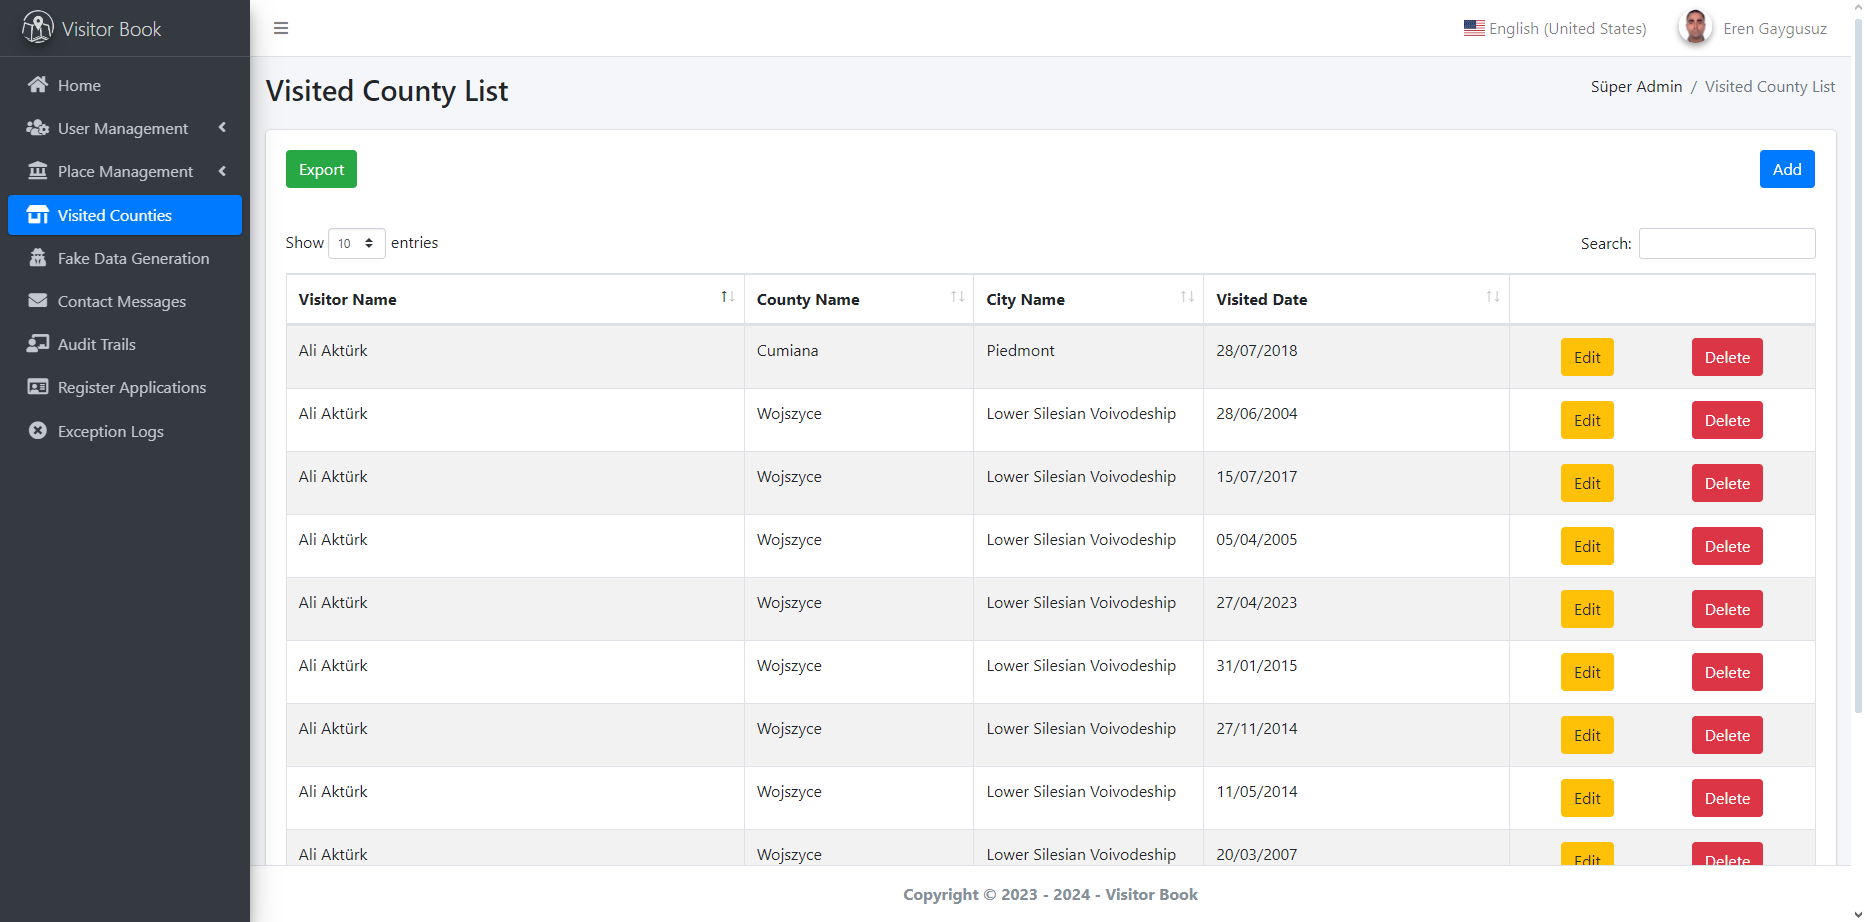 Visitor Book
English (United States) Eren Gaygusuz
Home
User Management
Place Management
Visited Counties
Fake Data Generation
Contact Messages
Audit Trails
Register Applications
Exception Logs
Visited County List
Süper Admin / Visited County List
Export Add
Show 10 entries Search:
Visitor Name County Name City Name Visited Date
Ali Aktürk Cumiana Piedmont 28/07/2018 Edit Delete
Ali Aktürk Wojszyce Lower Silesian Voivodeship 28/06/2004 Edit Delete
Ali Aktürk Wojszyce Lower Silesian Voivodeship 15/07/2017 Edit Delete
Ali Aktürk Wojszyce Lower Silesian Voivodeship 05/04/2005 Edit Delete
Ali Aktürk Wojszyce Lower Silesian Voivodeship 27/04/2023 Edit Delete
Ali Aktürk Wojszyce Lower Silesian Voivodeship 31/01/2015 Edit Delete
Ali Aktürk Wojszyce Lower Silesian Voivodeship 27/11/2014 Edit Delete
Ali Aktürk Wojszyce Lower Silesian Voivodeship 11/05/2014 Edit Delete
Ali Aktürk Wojszyce Lower Silesian Voivodeship 20/03/2007 Edit Delete
Copyright © 2023 - 2024 - Visitor Book